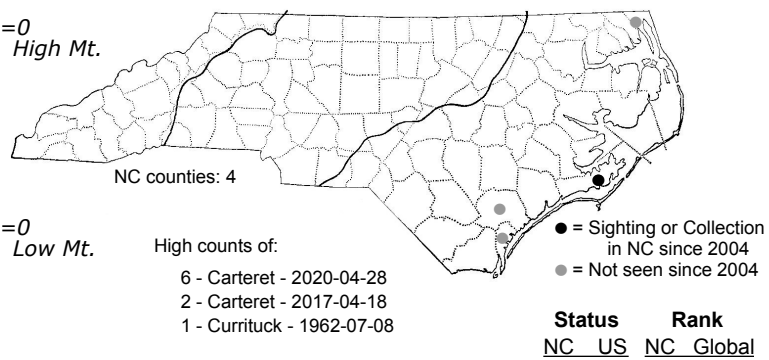 =0
High Mt.
NC counties: 4
=0
Low Mt.
High counts of:
6 - Carteret - 2020-04-28
2 - Carteret - 2017-04-18
1 - Currituck - 1962-07-08
● = Sighting or Collection
in NC since 2004
● = Not seen since 2004
Status Rank
NC US NC Global